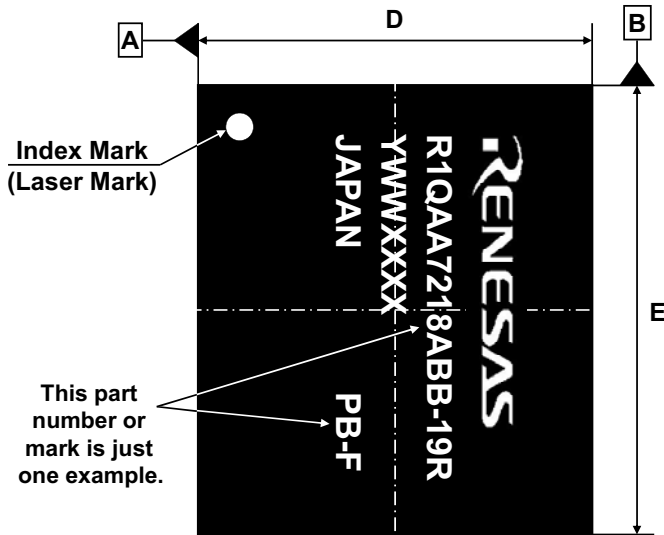 A
D
B
Index Mark
(Laser Mark)
RENESAS
R1QAA7218ABB-19R
YWWXXXX
JAPAN
PB-F
E
This part
number or
mark is just
one example.